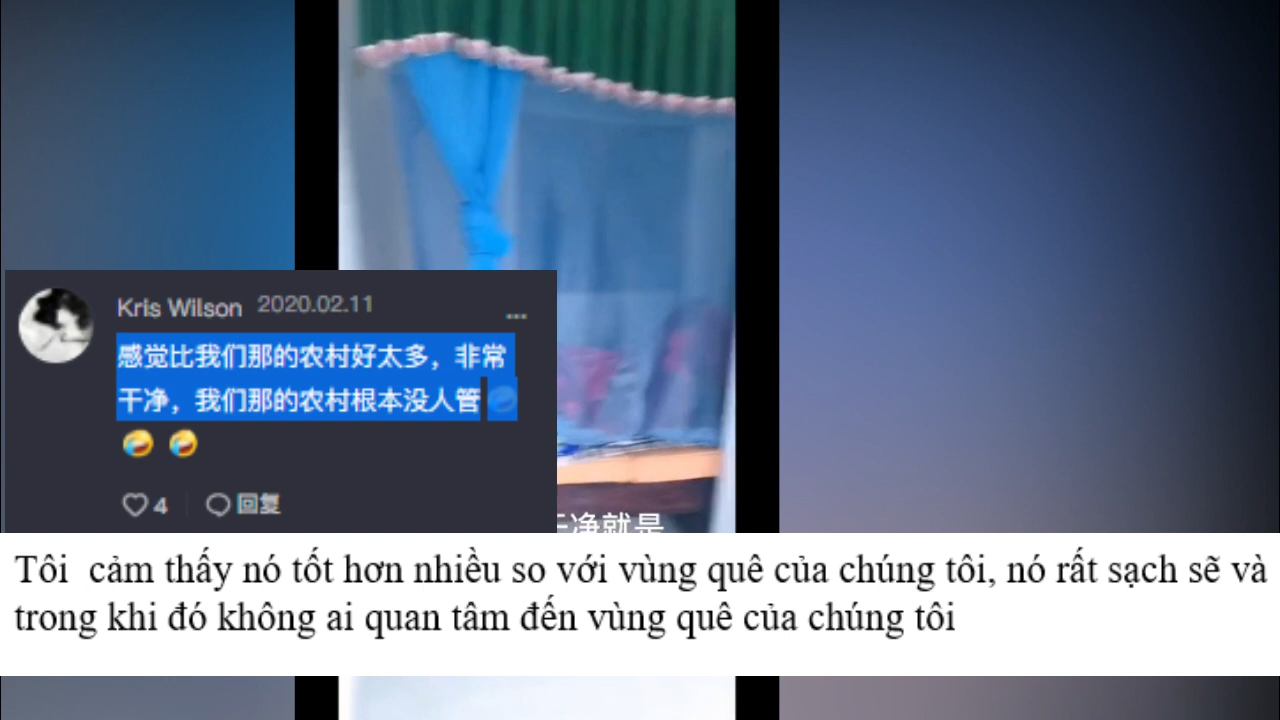 Kris Wilson 2020.02.11
感觉比我们那的农村好太多，非常
干净，我们那的农村根本没人管
4 回复
净就是
Tôi cảm thấy nó tốt hơn nhiều so với vùng quê của chúng tôi, nó rất sạch sẽ và
trong khi đó không ai quan tâm đến vùng quê của chúng tôi